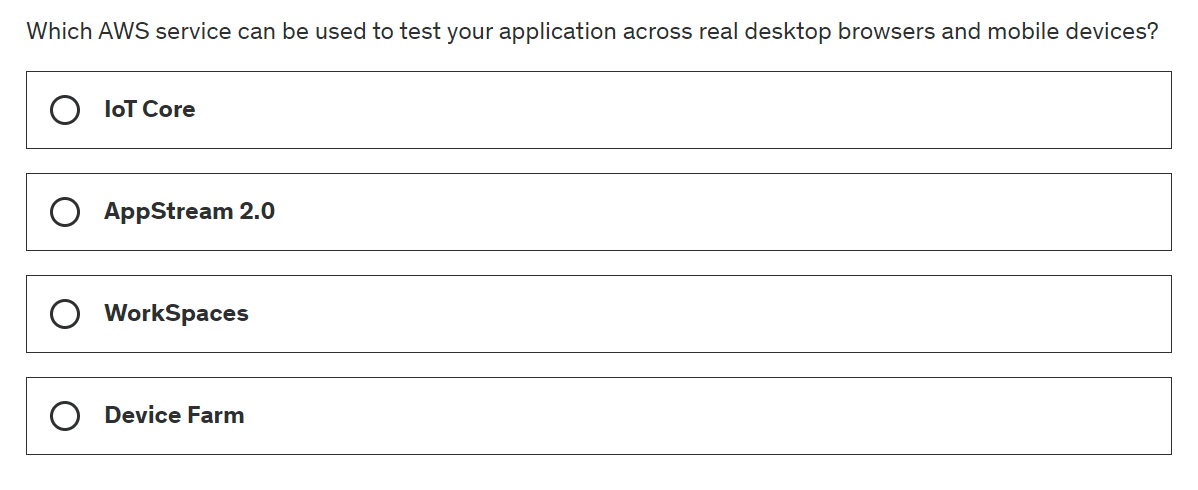 Which AWS service can be used to test your application across real desktop browsers and mobile devices?
IoT Core
AppStream 2.0
WorkSpaces
Device Farm